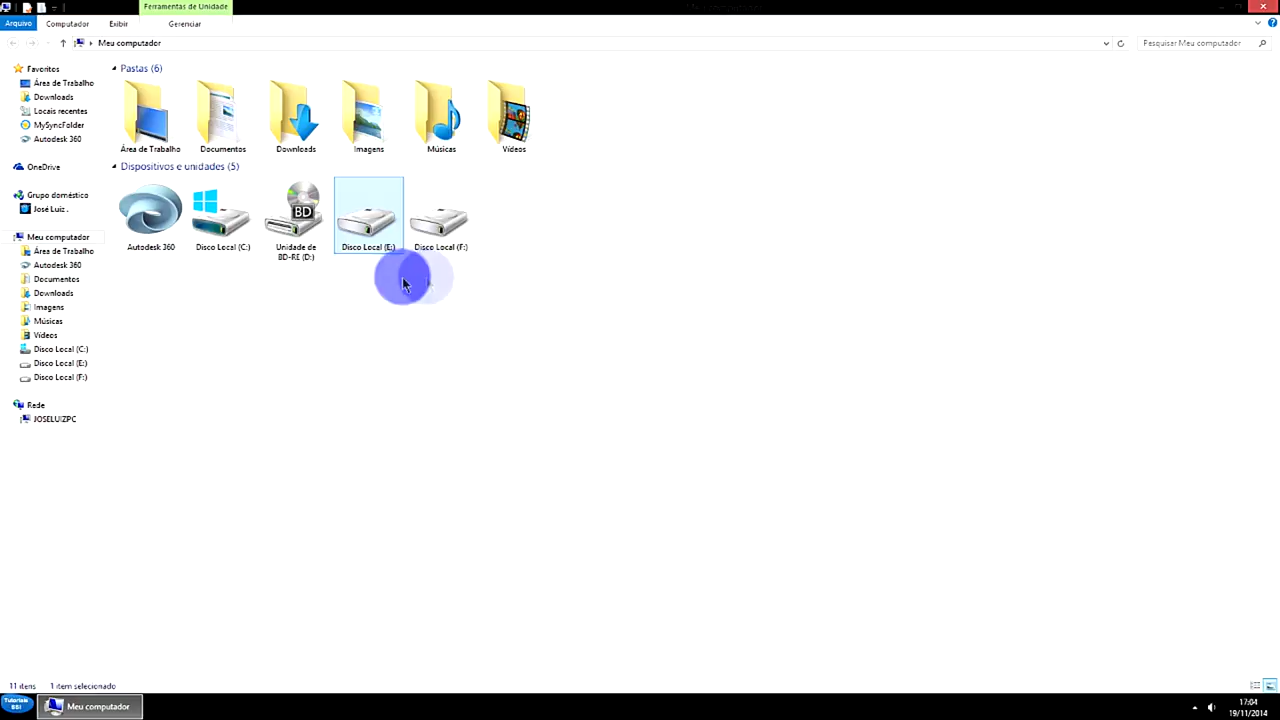 Ferramentas de Unidade
Arquivo
Computador
Exibir
Gerenciar
Meu computador
Pesquisar Meu computador
Favoritos
Área de Trabalho
Downloads
Locais recentes
MySyncFolder
Autodesk 360
OneDrive
Grupo doméstico
José Luiz .
Meu computador
Área de Trabalho
Autodesk 360
Documentos
Downloads
Imagens
Músicas
Vídeos
Disco Local (C:)
Disco Local (E:)
Disco Local (F:)
Rede
JOSELUIZPC
Pastas (6)
Área de Trabalho
Documentos
Downloads
Imagens
Músicas
Vídeos
Dispositivos e unidades (5)
Autodesk 360
Disco Local (C:)
BD
Unidade de
BD-RE (D:)
Disco Local (E:)
Disco Local (F:)
11 itens
1 item selecionado
Tutoriais
BSI
Meu computador
17:04
19/11/2014